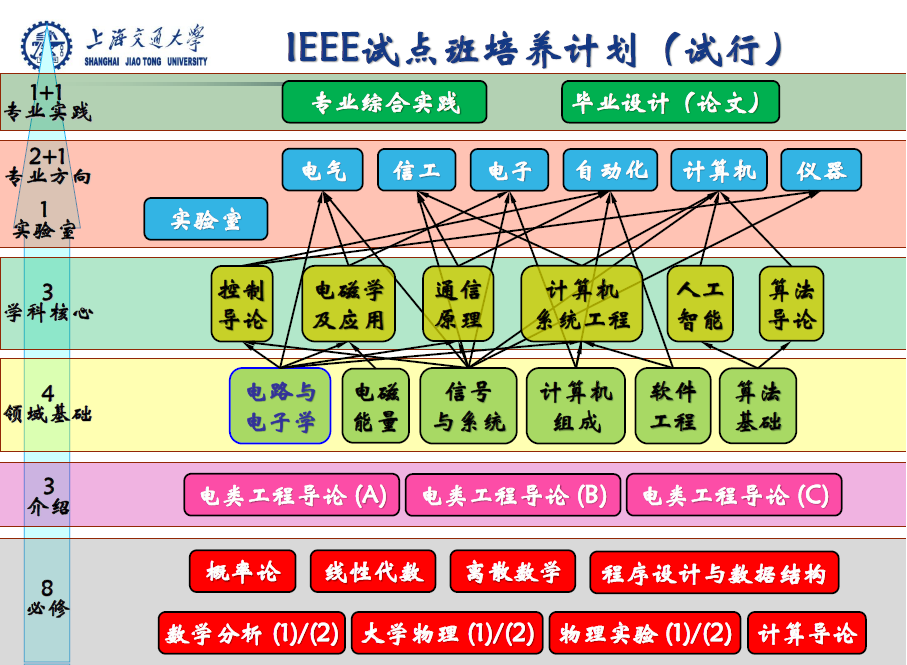 上海交通大学
SHANGHAI JIAO TONG UNIVERSITY
IEEE试点班培养计划（试行）
1+1
专业实践
专业综合实践
毕业设计（论文）
2+1
专业方向
电气
信工
电子
自动化
计算机
仪器
1
实验室
实验室
3
学科核心
控制
导论
电磁学
及应用
通信
原理
计算机
系统工程
人工
智能
算法
导论
4
领域基础
电路与
电子学
电磁
能量
信号
与系统
计算机
组成
软件
工程
算法
基础
3
介绍
电类工程导论 (A)
电类工程导论 (B)
电类工程导论 (C)
8
必修
概率论
线性代数
离散数学
程序设计与数据结构
数学分析 (1)/(2)
大学物理 (1)/(2)
物理实验 (1)/(2)
计算导论